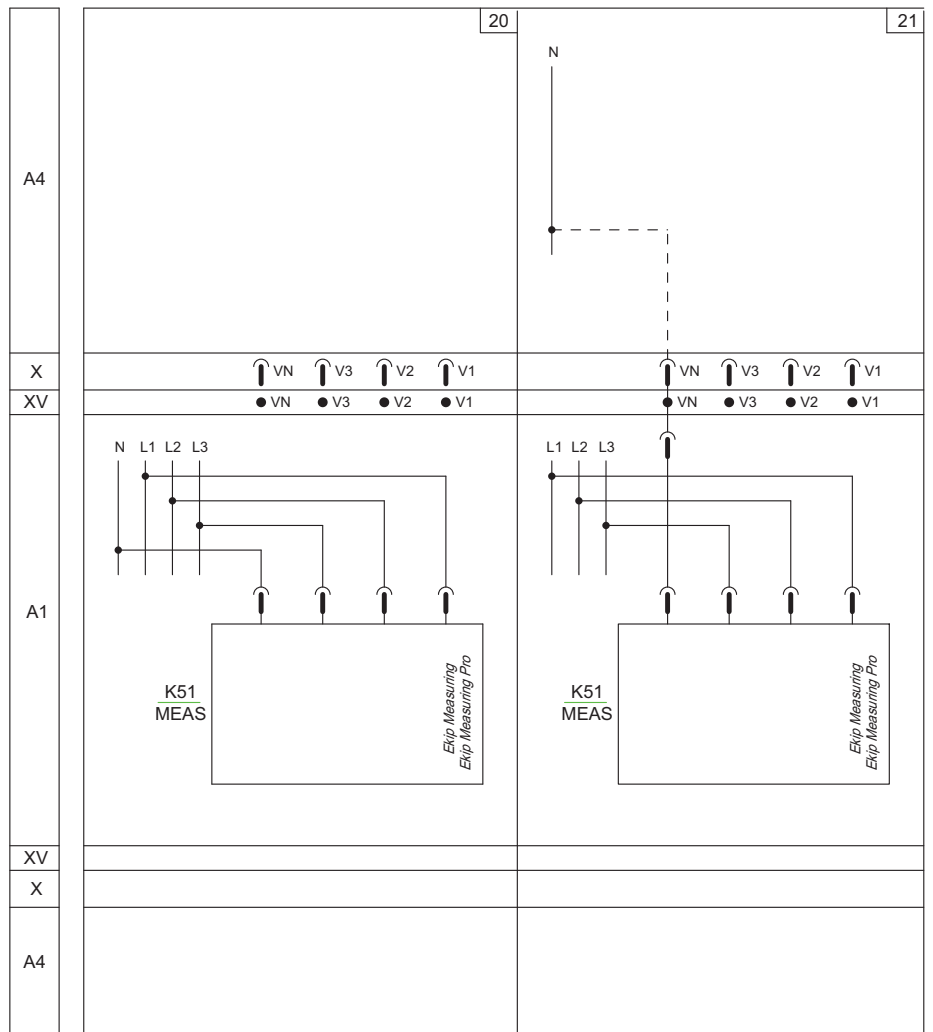 20
21
A4
N
X
VN V3 V2 V1
VN V3 V2 V1
XV
VN V3 V2 V1
VN V3 V2 V1
A1
N L1 L2 L3
L1 L2 L3
K51
MEAS
Ekip Measuring
Ekip Measuring Pro
K51
MEAS
Ekip Measuring
Ekip Measuring Pro
XV
X
A4